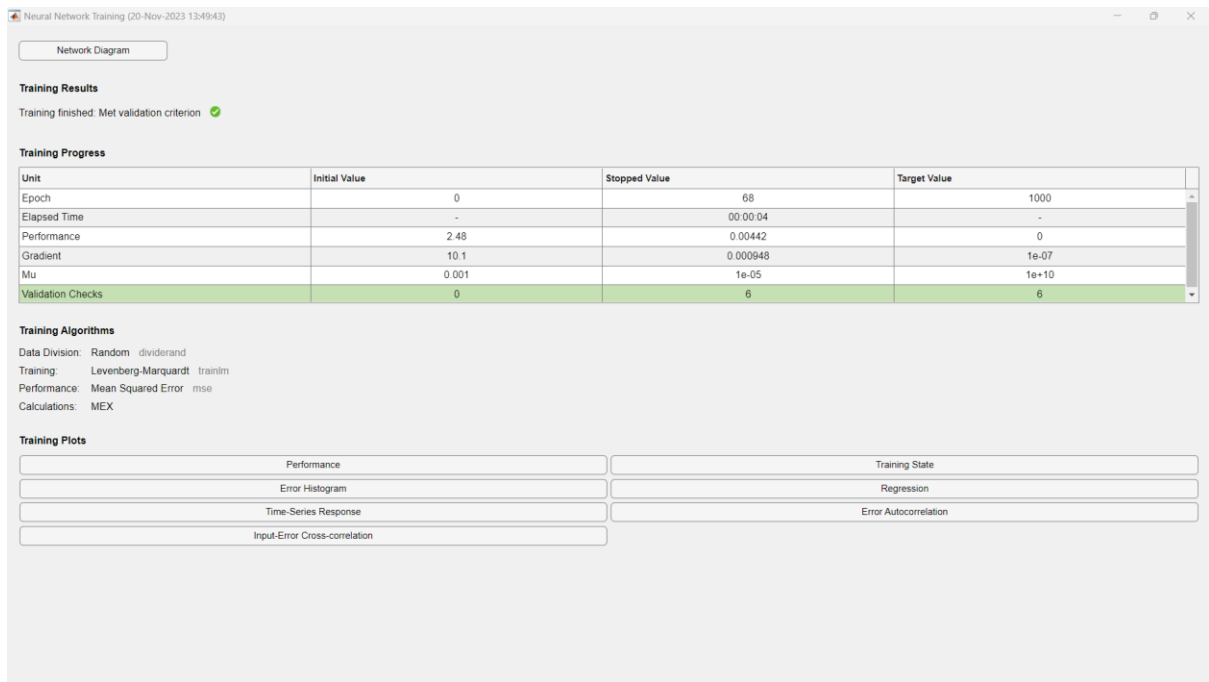 Neural Network Training (20-Nov-2023 13:49:43)
Network Diagram
Training Results
Training finished: Met validation criterion
Training Progress
Unit Initial Value Stopped Value Target Value
Epoch 0 68 1000
Elapsed Time - 00:00:04 -
Performance 2.48 0.00442 0
Gradient 10.1 0.000948 1e-07
Mu 0.001 1e-05 1e+10
Validation Checks 0 6 6
Training Algorithms
Data Division: Random dividerand
Training: Levenberg-Marquardt trainlm
Performance: Mean Squared Error mse
Calculations: MEX
Training Plots
Performance Training State
Error Histogram Regression
Time-Series Response Error Autocorrelation
Input-Error Cross-correlation